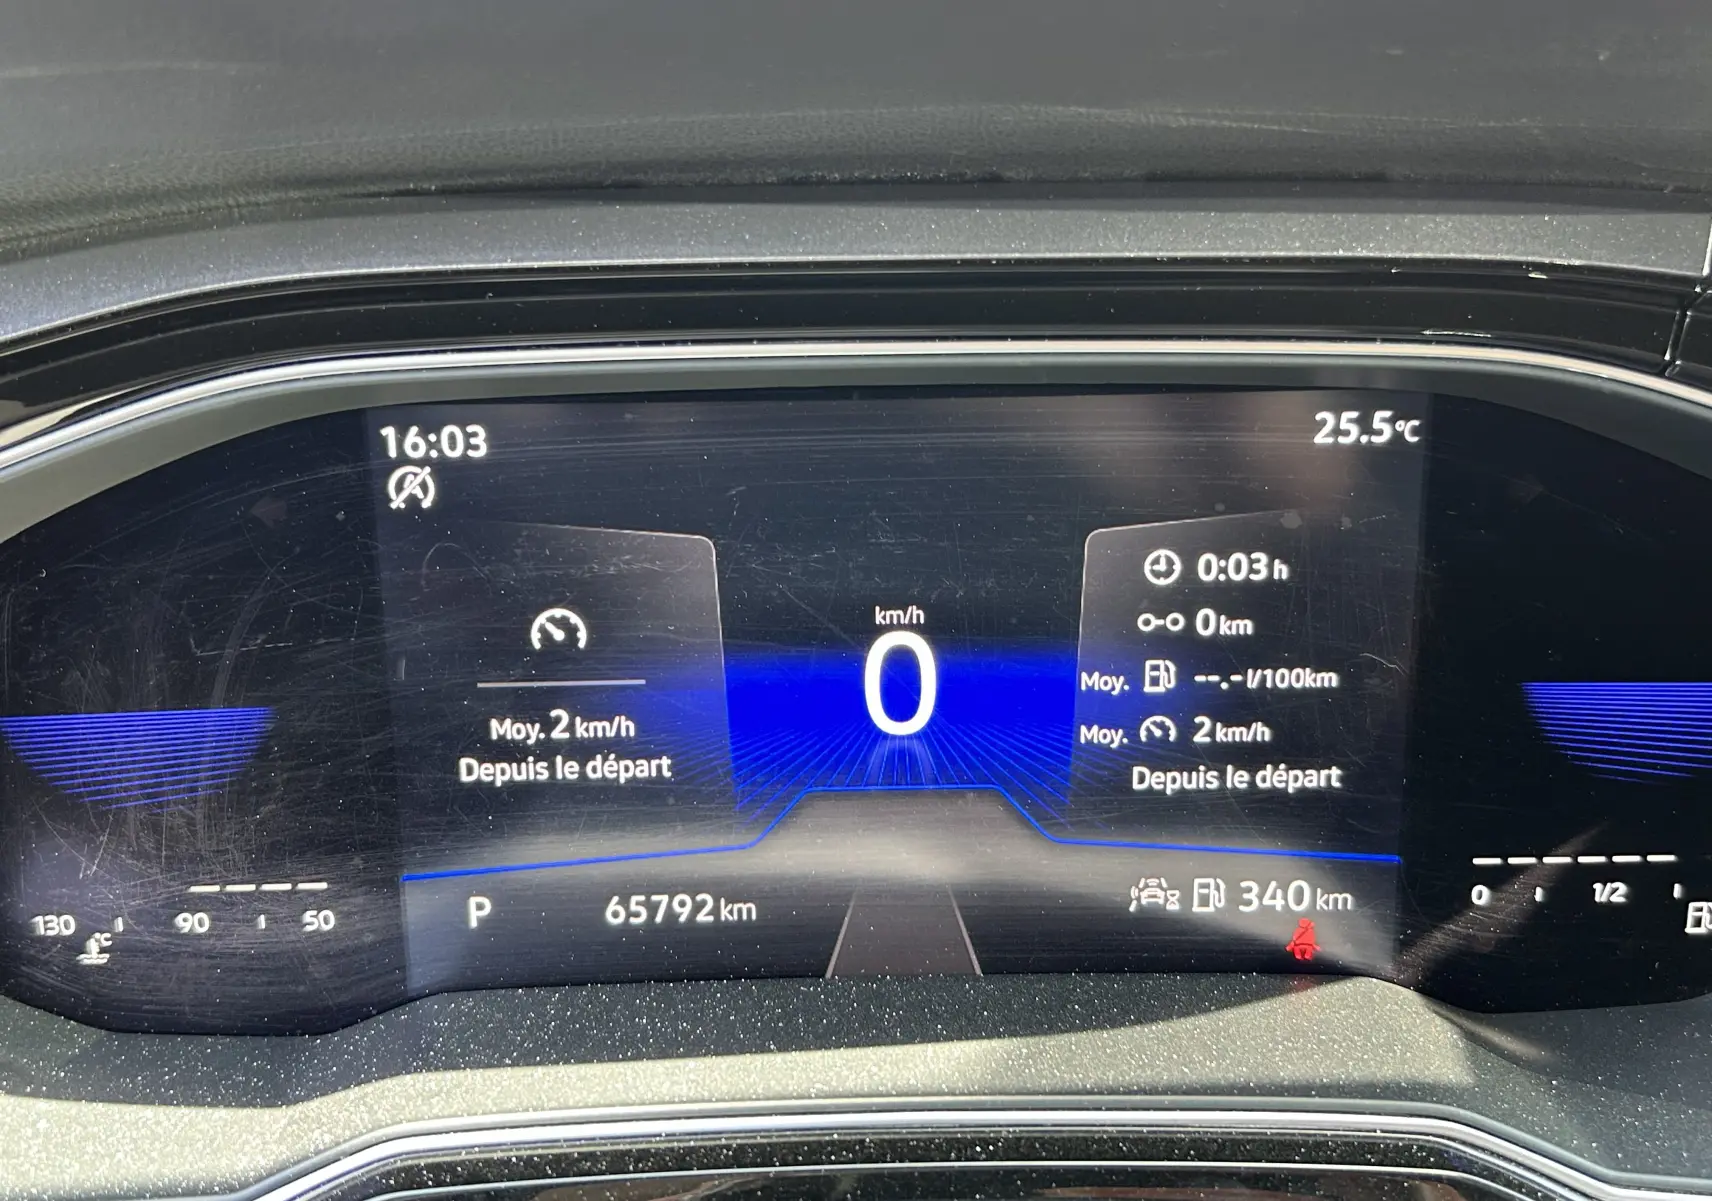 16:03
25.5°C
0:03 h
0 km
km/h
0
Moy. --.- l/100km
Moy. 2 km/h
Depuis le départ
Moy. 2 km/h
Depuis le départ
130 90 50
°C
P
65792 km
340 km
0 1/2